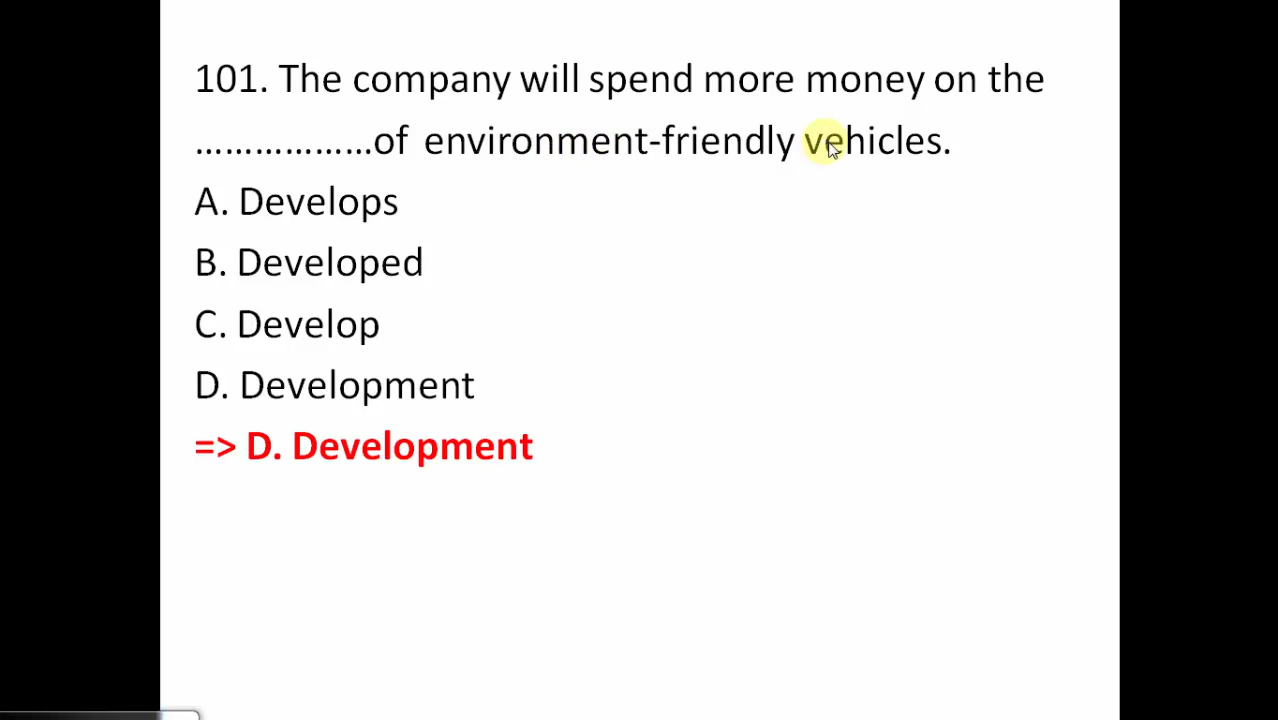 101. The company will spend more money on the
………………of environment-friendly vehicles.
A. Develops
B. Developed
C. Develop
D. Development
=> D. Development